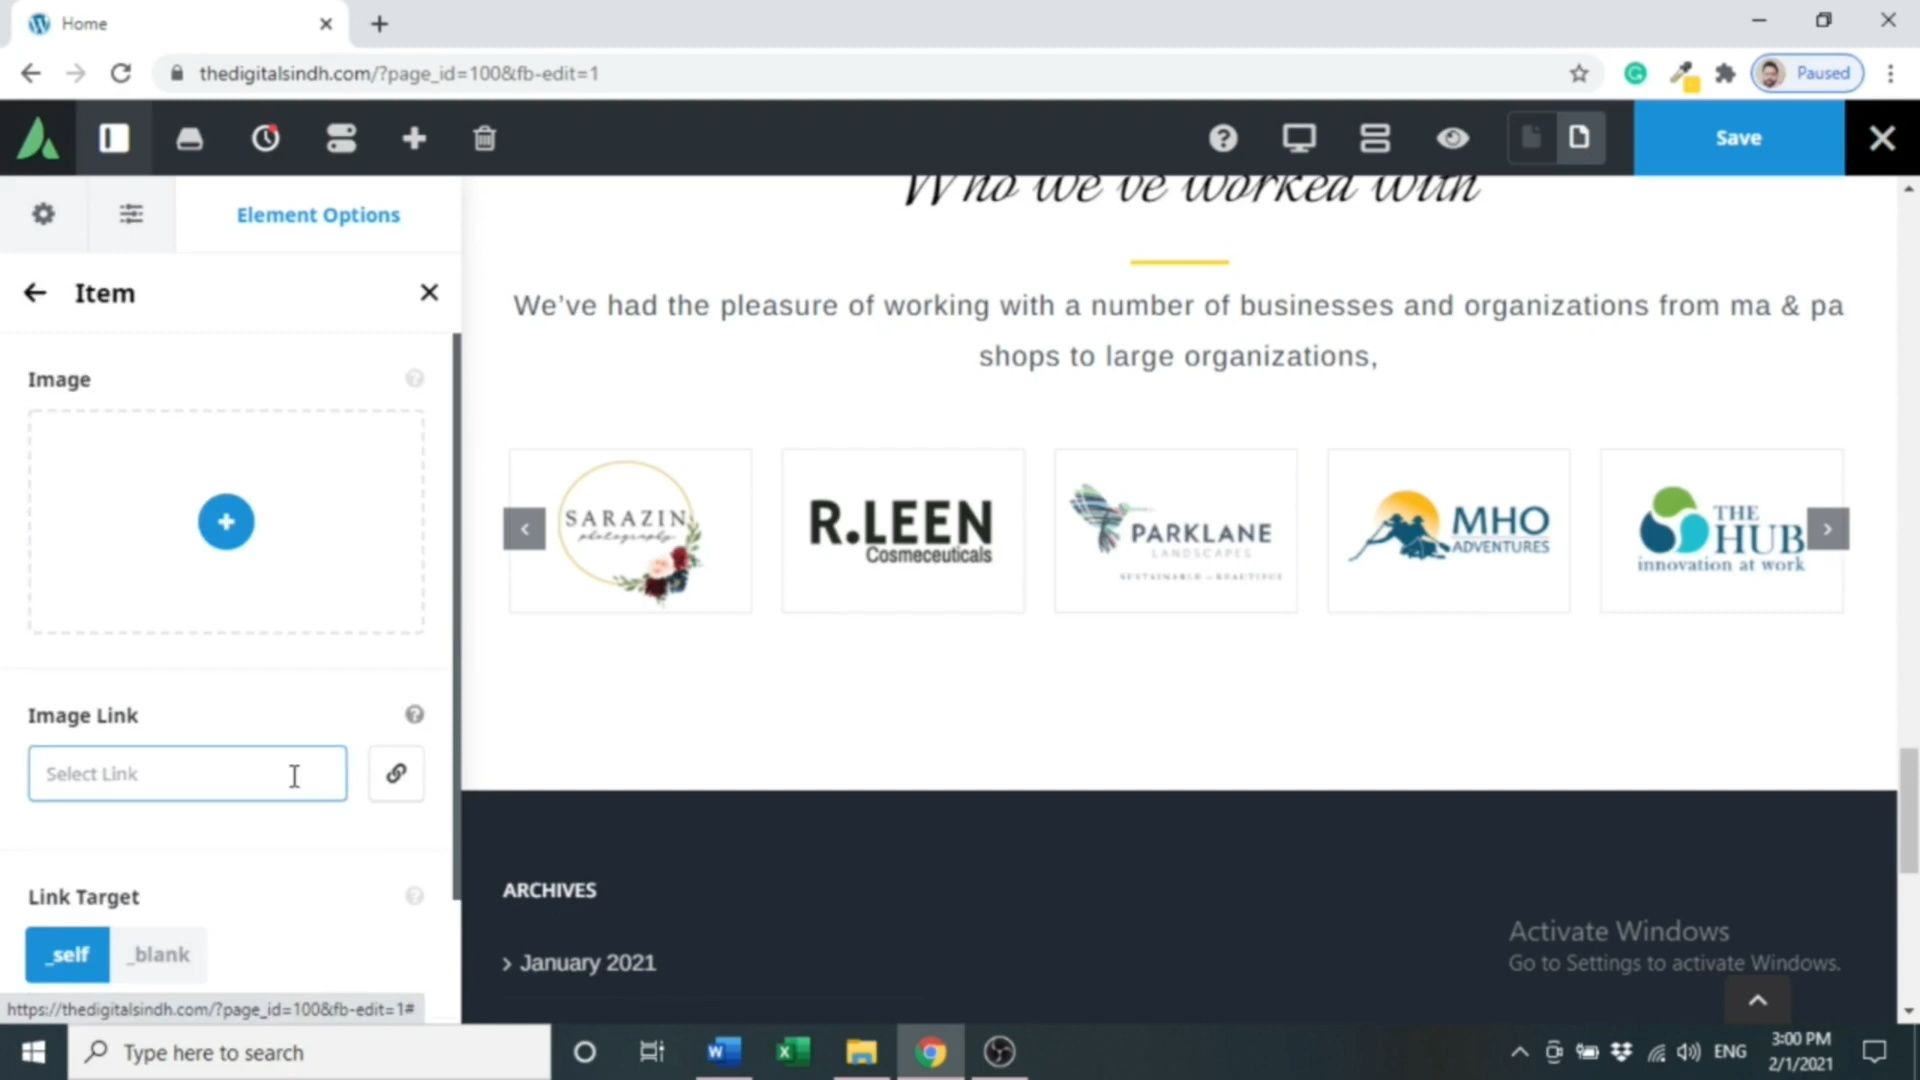 Home
thedigitalsindh.com/?page_id=100&fb-edit=1
Paused
Save
Element Options
Item
Image
Image Link
Select Link
Link Target
_self
_blank
https://thedigitalsindh.com/?page_id=100&fb-edit=1#
Who we've worked with
We've had the pleasure of working with a number of businesses and organizations from ma & pa
shops to large organizations,
SARAZIN
photography
R.LEEN
Cosmeceuticals
PARKLANE
LANDSCAPES
SUSTAINABLE – BEAUTIFUL
MHO
ADVENTURES
THE
HUB
innovation at work
ARCHIVES
January 2021
Activate Windows
Go to Settings to activate Windows.
Type here to search
ENG
3:00 PM
2/1/2021